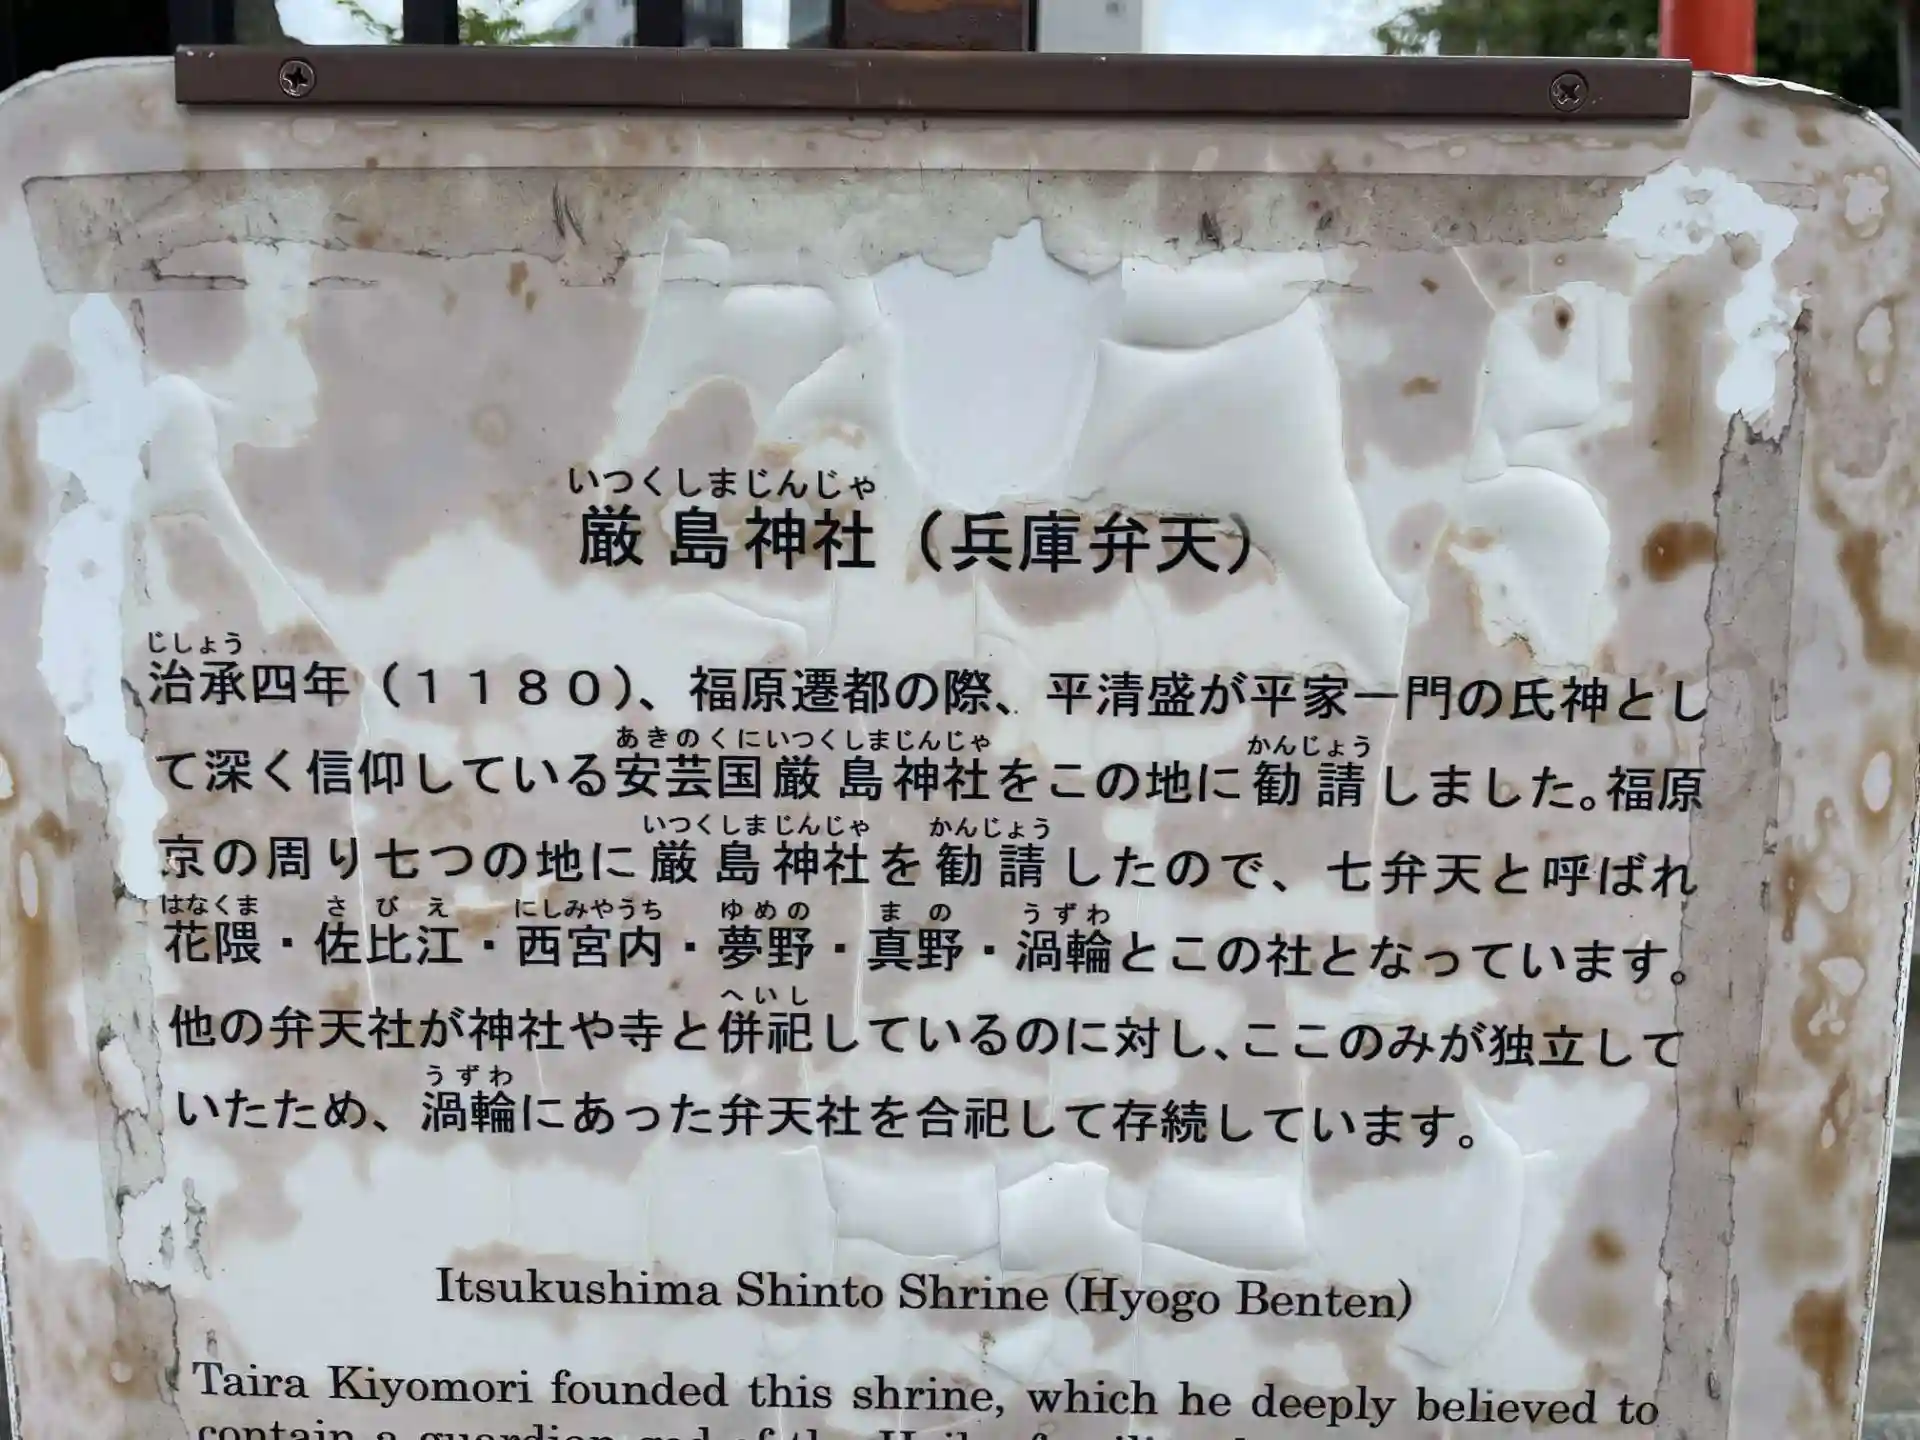 いつくしまじんじゃ
厳島神社（兵庫弁天）
じしょう
治承四年（１１８０）、福原遷都の際、平清盛が平家一門の氏神とし
あきのくにいつくしまじんじゃ かんじょう
て深く信仰している安芸国厳島神社をこの地に勧請しました。福原
いつくしまじんじゃ かんじょう
京の周り七つの地に厳島神社を勧請したので、七弁天と呼ばれ
はなくま さびえ にしみやうち ゆめの まの うずわ
花隈・佐比江・西宮内・夢野・真野・渦輪とこの社となっています。
へいし
他の弁天社が神社や寺と併祀しているのに対し、ここのみが独立して
うずわ
いたため、渦輪にあった弁天社を合祀して存続しています。
Itsukushima Shinto Shrine (Hyogo Benten)
Taira Kiyomori founded this shrine, which he deeply believed to
contain a guardian god of the